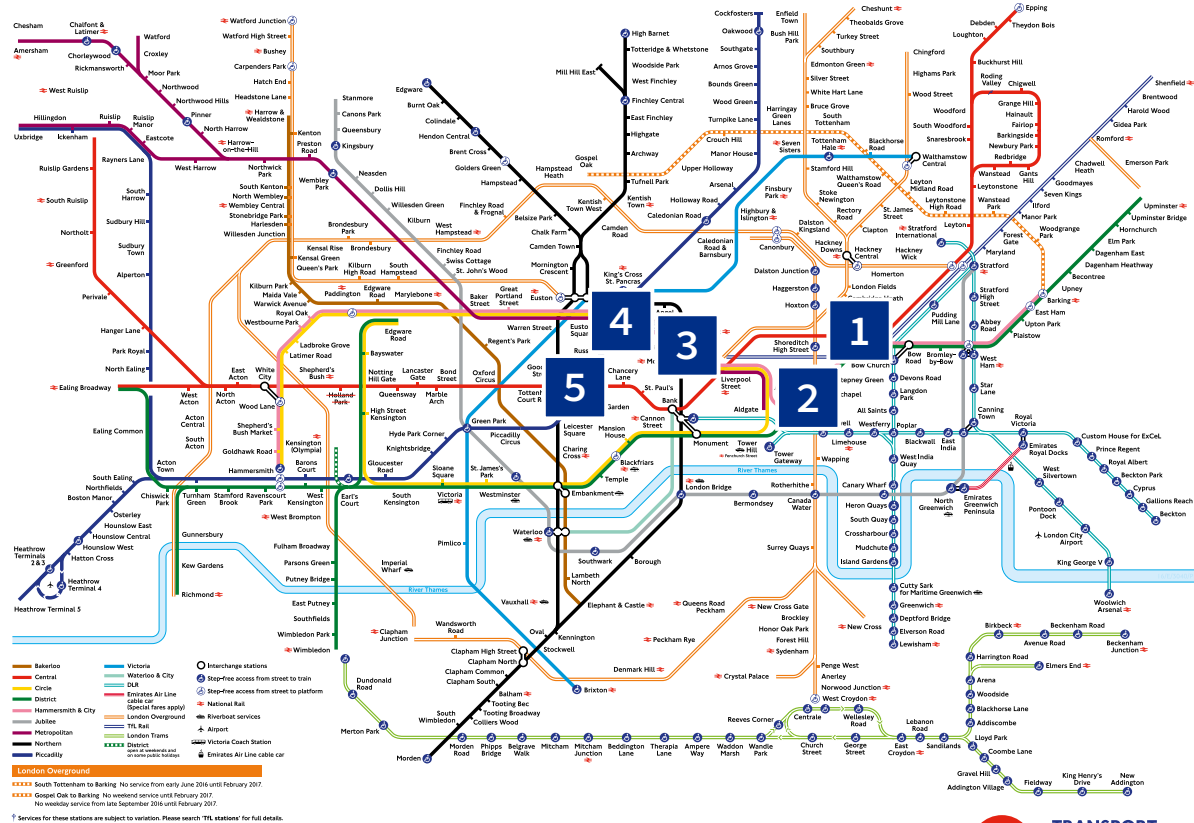 Chesham
Chalfont &
Latimer
Watford
Croxley
Amersham
Chorleywood
Rickmansworth
Moor Park
Northwood
Northwood Hills
Pinner
North Harrow
Harrow–
on-the-Hill
West Ruislip
Hillingdon
Ruislip
Ruislip
Manor
Uxbridge
Ickenham
Eastcote
Rayners Lane
West Harrow
Northwick
Park
Ruislip Gardens
South Ruislip
Northolt
Greenford
Perivale
Hanger Lane
South
Harrow
Sudbury Hill
Sudbury
Town
Alperton
Park Royal
North Ealing
Ealing Broadway
Ealing Common
Watford Junction
Watford High Street
Bushey
Carpenders Park
Hatch End
Headstone Lane
Harrow &
Wealdstone
Kenton
Preston
Road
South Kenton
North Wembley
Wembley Central
Stonebridge Park
Harlesden
Willesden Junction
Kensal Rise
Kensal Green
Queen's Park
Brondesbury
Park
Brondesbury
Kilburn
High Road
South
Hampstead
Kilburn Park
Maida Vale
Warwick Avenue
Royal Oak
Westbourne Park
Paddington
Edgware
Road
Marylebone
Baker
Street
Great
Portland
Street
Stanmore
Canons Park
Queensbury
Kingsbury
Wembley
Park
Neasden
Dollis Hill
Willesden Green
Kilburn
West
Hampstead
Finchley Road
Swiss Cottage
St. John's Wood
Edgware
Burnt Oak
Colindale
Hendon Central
Brent Cross
Golders Green
Hampstead
Hampstead
Heath
Finchley Road
& Frognal
Belsize Park
Chalk Farm
Camden Town
Mornington
Crescent
Euston
High Barnet
Totteridge & Whetstone
Woodside Park
Mill Hill East
West Finchley
Finchley Central
East Finchley
Highgate
Archway
Gospel
Oak
Tufnell Park
Kentish
Town West
Kentish
Town
Camden
Road
King's Cross
St. Pancras
Cockfosters
Oakwood
Southgate
Arnos Grove
Bounds Green
Wood Green
Turnpike Lane
Harringay
Green Lanes
Crouch Hill
Manor House
Upper Holloway
Arsenal
Holloway Road
Caledonian Road
Caledonian
Road &
Barnsbury
Finsbury
Park
Highbury &
Islington
Canonbury
Seven
Sisters
Enfield
Town
Bush Hill
Park
Cheshunt
Theobalds Grove
Turkey Street
Southbury
Edmonton Green
Silver Street
White Hart Lane
Bruce Grove
South
Tottenham
Tottenham
Hale
Blackhorse
Road
Stamford Hill
Walthamstow
Queen's Road
Stoke
Newington
Rectory
Road
St. James
Street
Clapton
Dalston
Kingsland
Hackney
Downs
Hackney
Central
Hackney
Wick
Homerton
Dalston Junction
Haggerston
Hoxton
London Fields
Shoreditch
High Street
Chingford
Highams Park
Wood Street
Walthamstow
Central
Leyton
Midland Road
Leytonstone
High Road
Epping
Theydon Bois
Debden
Loughton
Buckhurst Hill
Roding
Valley
Chigwell
Grange Hill
Hainault
Fairlop
Barkingside
Newbury Park
Redbridge
Gants
Hill
Wanstead
Woodford
South Woodford
Snaresbrook
Leytonstone
Wanstead
Park
Leyton
Stratford
International
Stratford
Stratford
High Street
Abbey
Road
West
Ham
Star
Lane
Canning
Town
Pudding
Mill Lane
Shenfield
Brentwood
Harold Wood
Gidea Park
Romford
Emerson Park
Chadwell
Heath
Goodmayes
Seven Kings
Ilford
Manor Park
Woodgrange
Park
Forest
Gate
Maryland
Upminster
Upminster Bridge
Hornchurch
Elm Park
Dagenham East
Dagenham Heathway
Becontree
Upney
Barking
East Ham
Upton Park
Plaistow
Bow
Road
Bromley-
by-Bow
Bow Church
Devons Road
Langdon
Park
All Saints
Poplar
Ladbroke Grove
Latimer Road
White
City
Wood Lane
Shepherd's
Bush
Shepherd's
Bush Market
Goldhawk Road
Hammersmith
East
Acton
West
Acton
North
Acton
Holland
Park
Notting
Hill Gate
Lancaster
Gate
Bond
Street
Queensway
Marble
Arch
Oxford
Circus
Edgware
Road
Bayswater
High Street
Kensington
Kensington
(Olympia)
Warren Street
Regent's Park
Chancery
Lane
St. Paul's
Bank
Cannon
Street
Mansion
House
Monument
Liverpool
Street
Aldgate
Tower
Hill
Fenchurch Street
Tower
Gateway
Acton
Central
South
Acton
Acton
Town
South Ealing
Northfields
Boston Manor
Osterley
Hounslow East
Hounslow Central
Hounslow West
Hatton Cross
Heathrow
Terminals
2 & 3
Heathrow
Terminal 4
Heathrow Terminal 5
Chiswick
Park
Turnham
Green
Stamford
Brook
Ravenscourt
Park
Barons
Court
West
Kensington
Earl's
Court
Gloucester
Road
South
Kensington
Sloane
Square
Victoria
St. James's
Park
Westminster
Hyde Park Corner
Knightsbridge
Green Park
Piccadilly
Circus
Leicester
Square
Charing
Cross
Embankment
Temple
Blackfriars
Waterloo
Southwark
London Bridge
Borough
Lambeth
North
Elephant & Castle
Kennington
Oval
Stockwell
Vauxhall
Pimlico
Brixton
Gunnersbury
Kew Gardens
Richmond
West Brompton
Fulham Broadway
Parsons Green
Putney Bridge
East Putney
Southfields
Wimbledon Park
Wimbledon
Imperial
Wharf
Clapham
Junction
Wandsworth
Road
Clapham High Street
Clapham North
Clapham Common
Clapham South
Balham
Tooting Bec
Tooting Broadway
Colliers Wood
South
Wimbledon
Morden
River Thames
River Thames
River Thames
Bermondsey
Canada
Water
Rotherhithe
Wapping
Surrey Quays
Queens Road
Peckham
Peckham Rye
Denmark Hill
New Cross Gate
New Cross
Brockley
Honor Oak Park
Forest Hill
Sydenham
Crystal Palace
Penge West
Anerley
Norwood Junction
West Croydon
Limehouse
Westferry
Blackwall
East
India
West India
Quay
Canary Wharf
Heron Quays
South Quay
Crossharbour
Mudchute
Island Gardens
Cutty Sark
for Maritime Greenwich
Greenwich
Deptford Bridge
Elverson Road
Lewisham
North
Greenwich
Emirates
Greenwich
Peninsula
Royal
Victoria
Emirates
Royal Docks
Custom House for ExCeL
Prince Regent
Royal Albert
Beckton Park
Cyprus
Gallions Reach
Beckton
West
Silvertown
Pontoon
Dock
London City
Airport
King George V
Woolwich
Arsenal
Dundonald
Road
Merton Park
Morden
Road
Phipps
Bridge
Belgrave
Walk
Mitcham
Mitcham
Junction
Beddington
Lane
Therapia
Lane
Ampere
Way
Waddon
Marsh
Wandle
Park
Reeves Corner
Centrale
Church
Street
Wellesley
Road
George
Street
East
Croydon
Lebanon
Road
Sandilands
Lloyd Park
Coombe Lane
Gravel Hill
Addington Village
Fieldway
King Henry's
Drive
New
Addington
Addiscombe
Blackhorse Lane
Woodside
Arena
Harrington Road
Elmers End
Birkbeck
Avenue Road
Beckenham Road
Beckenham
Junction
1
2
3
4
5
Bakerloo
Central
Circle
District
Hammersmith & City
Jubilee
Metropolitan
Northern
Piccadilly
Victoria
Waterloo & City
DLR
Emirates Air Line
cable car
(Special fares apply)
London Overground
TfL Rail
London Trams
District
open at weekends and
on some public holidays
Interchange stations
Step-free access from street to train
Step-free access from street to platform
National Rail
Riverboat services
Airport
Victoria Coach Station
Emirates Air Line cable car
London Overground
South Tottenham to Barking No service from early June 2016 until February 2017.
Gospel Oak to Barking No weekend service until February 2017.
No weekday service from late September 2016 until February 2017.
† Services for these stations are subject to variation. Please search 'TfL stations' for full details.